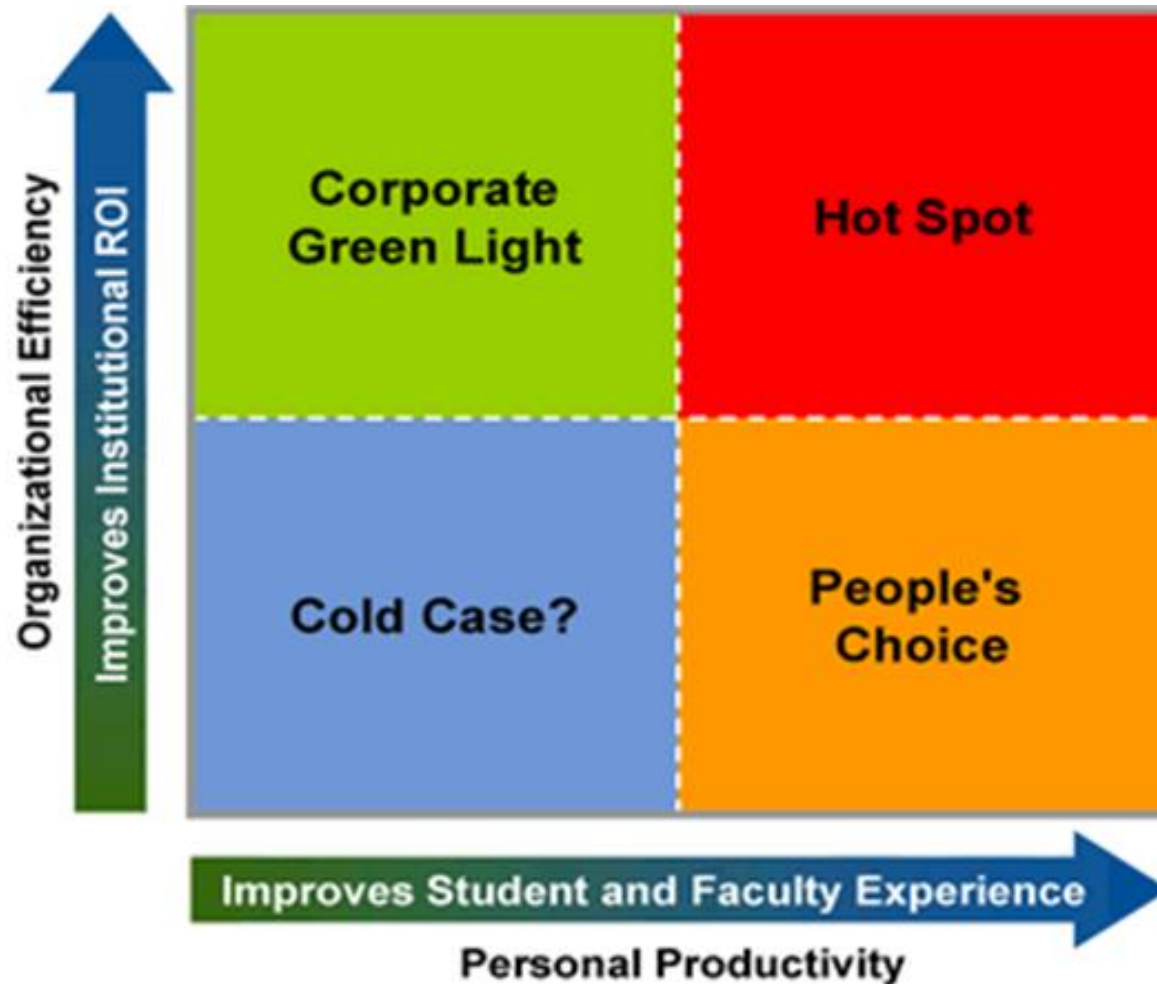 Organizational Efficiency
Improves Institutional ROI
Corporate
Green Light
Hot Spot
Cold Case?
People's
Choice
Improves Student and Faculty Experience
Personal Productivity